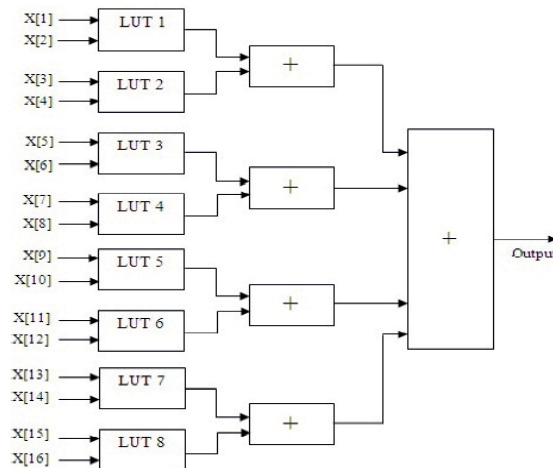 X[1]
X[2]
LUT 1
X[3]
X[4]
LUT 2
+
X[5]
X[6]
LUT 3
X[7]
X[8]
LUT 4
+
X[9]
X[10]
LUT 5
X[11]
X[12]
LUT 6
+
X[13]
X[14]
LUT 7
X[15]
X[16]
LUT 8
+
+
Output